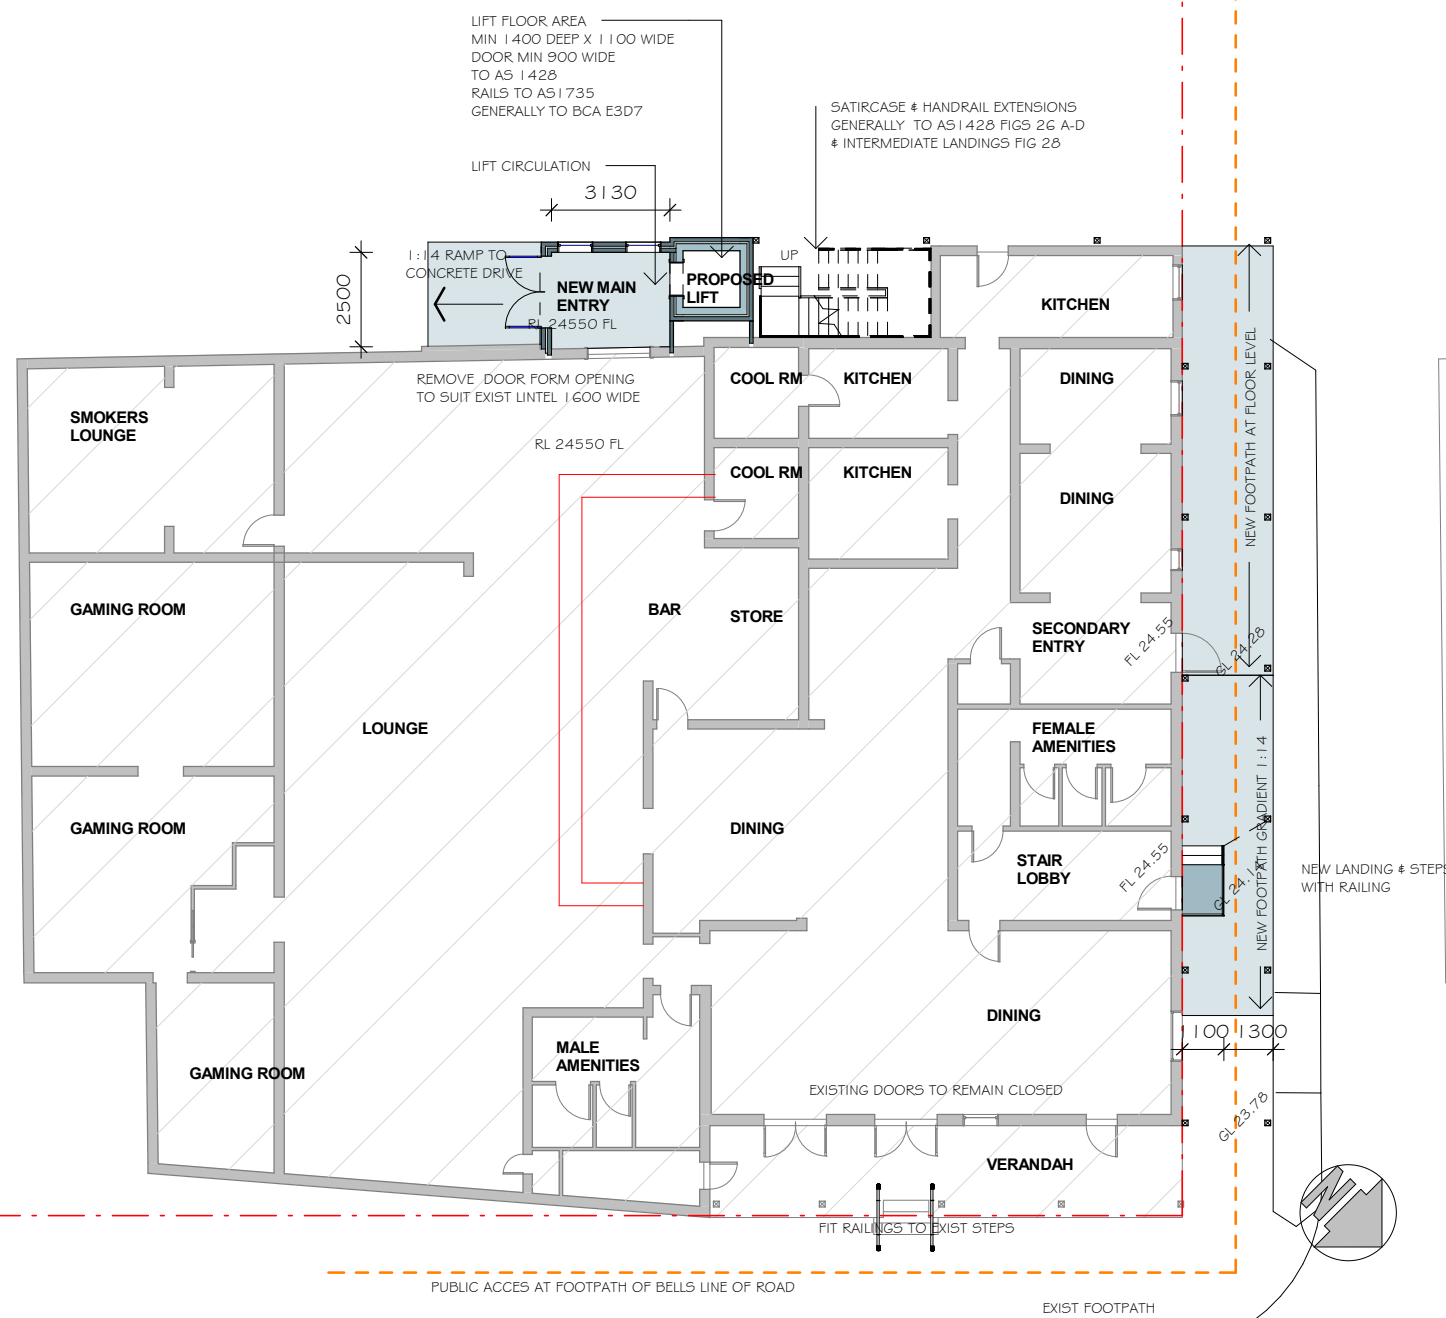 LIFT FLOOR AREA
MIN 1400 DEEP X 1100 WIDE
DOOR MIN 900 WIDE
TO AS 1428
RAILS TO AS1735
GENERALLY TO BCA E3D7
SATIRCASE & HANDRAIL EXTENSIONS
GENERALLY TO AS1428 FIGS 26 A-D
& INTERMEDIATE LANDINGS FIG 28
LIFT CIRCULATION
3130
2500
1:14 RAMP TO
CONCRETE DRIVE
NEW MAIN
ENTRY
RL 24550 FL
PROPOSED
LIFT
UP
KITCHEN
REMOVE DOOR FORM OPENING
TO SUIT EXIST LINTEL 1600 WIDE
RL 24550 FL
SMOKERS
LOUNGE
COOL RM
KITCHEN
DINING
COOL RM
KITCHEN
DINING
NEW FOOTPATH AT FLOOR LEVEL
GAMING ROOM
BAR
STORE
SECONDARY
ENTRY
FL 24.55
GL 24.28
LOUNGE
FEMALE
AMENITIES
GAMING ROOM
DINING
STAIR
LOBBY
FL 24.55
GL 24.1
NEW FOOTPATH GRADIENT 1:14
NEW LANDING & STEPS
WITH RAILING
DINING
1100
1300
MALE
AMENITIES
GAMING ROOM
EXISTING DOORS TO REMAIN CLOSED
GL 23.78
VERANDAH
N
FIT RAILINGS TO EXIST STEPS
PUBLIC ACCES AT FOOTPATH OF BELLS LINE OF ROAD
EXIST FOOTPATH